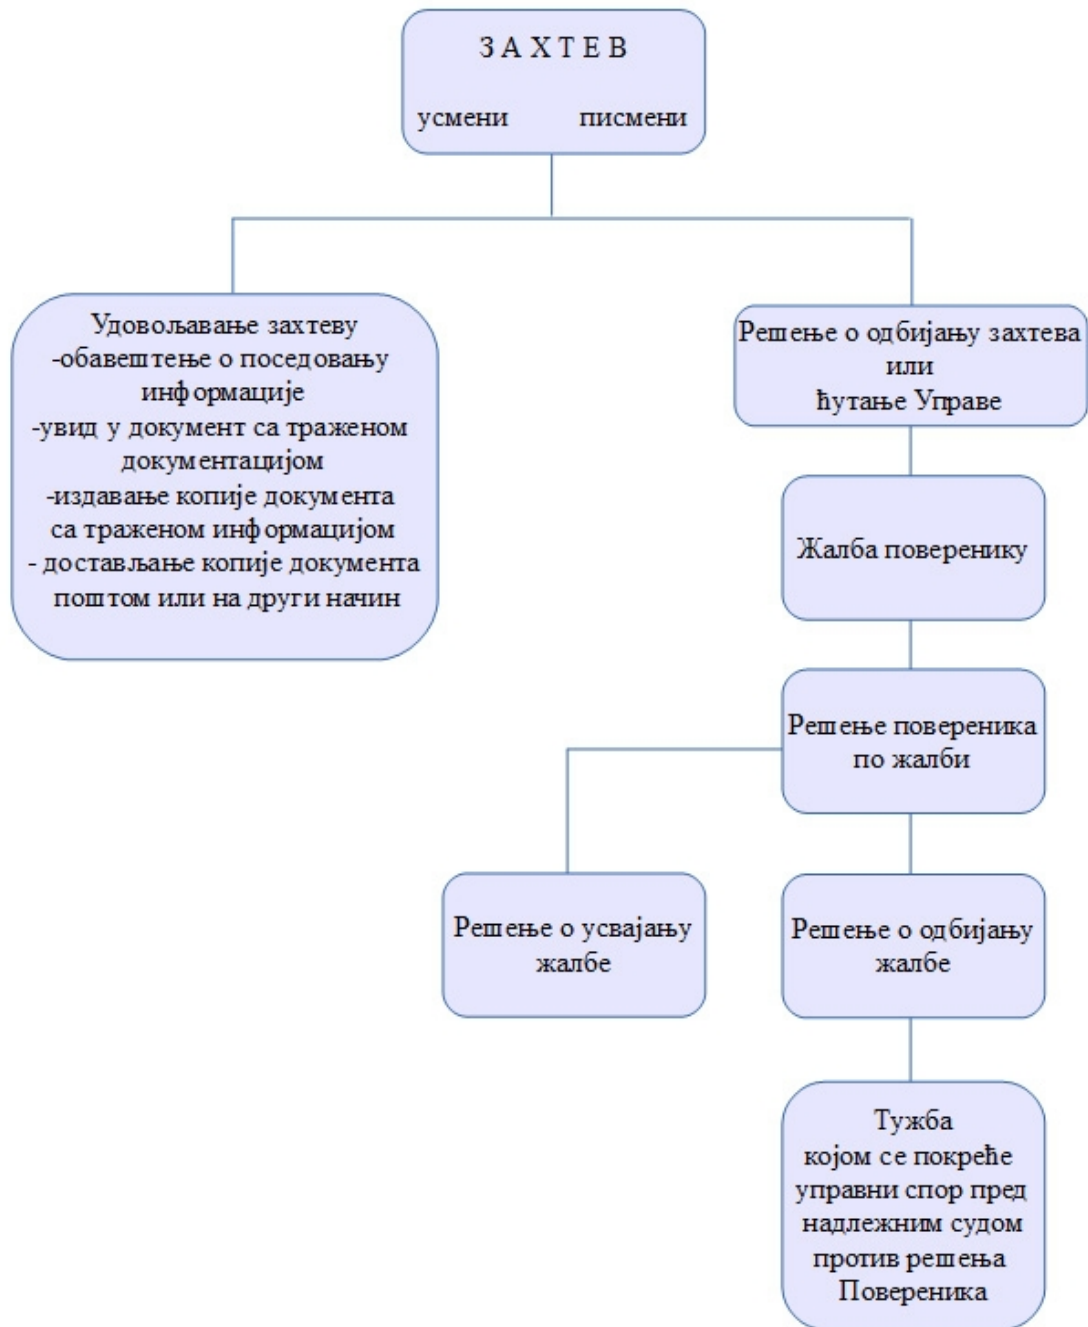 З А Х Т Е В
усмени писмени
Удовољавање захтеву
-обавештење о поседовању
информације
-увид у документ са траженом
документацијом
-издавање копије документа
са траженом информацијом
- достављање копије документа
поштом или на други начин
Решење о одбијању захтева
или
ћутање Управе
Жалба поверенику
Решење повереника
по жалби
Решење о усвајању
жалбе
Решење о одбијању
жалбе
Тужба
којом се покреће
управни спор пред
надлежним судом
против решења
Повереника